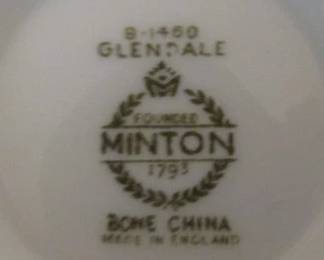 B-1460
GLENDALE
FOUNDED
MINTON
1793
BONE CHINA
MADE IN ENGLAND